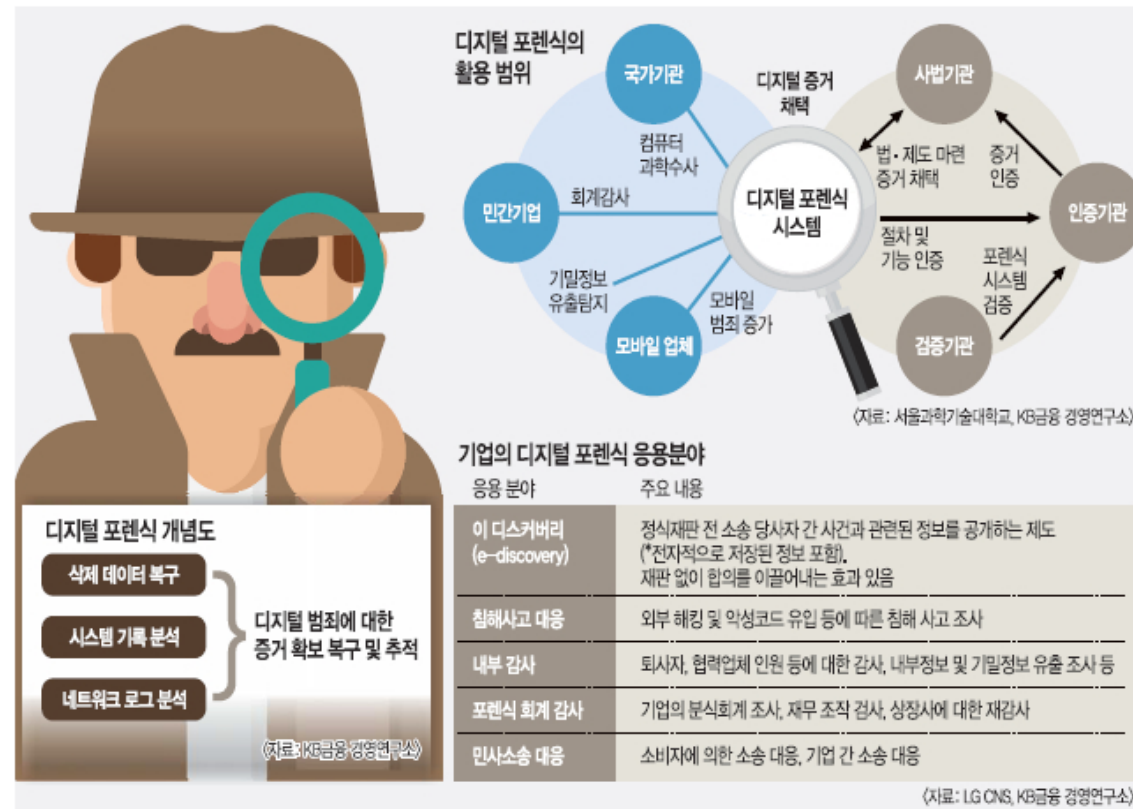 디지털 포렌식의
활용 범위
국가기관
디지털 증거
채택
사법기관
컴퓨터
과학수사
법·제도 마련
증거 채택
증거
인증
민간기업
회계감사
디지털 포렌식
시스템
인증기관
절차 및
기능 인증
포렌식
시스템
검증
기밀정보
유출탐지
모바일
범죄 증가
모바일 업체
검증기관
〈자료: 서울과학기술대학교, KB금융 경영연구소〉
디지털 포렌식 개념도
삭제 데이터 복구
시스템 기록 분석
네트워크 로그 분석
디지털 범죄에 대한
증거 확보 복구 및 추적
〈자료: KB금융 경영연구소〉
기업의 디지털 포렌식 응용분야
응용 분야 주요 내용
이 디스커버리
(e-discovery)
정식재판 전 소송 당사자 간 사건과 관련된 정보를 공개하는 제도
(*전자적으로 저장된 정보 포함).
재판 없이 합의를 이끌어내는 효과 있음
침해사고 대응 외부 해킹 및 악성코드 유입 등에 따른 침해 사고 조사
내부 감사 퇴사자, 협력업체 인원 등에 대한 감사, 내부정보 및 기밀정보 유출 조사 등
포렌식 회계 감사 기업의 분식회계 조사, 재무 조작 검사, 상장사에 대한 재감사
민사소송 대응 소비자에 의한 소송 대응, 기업 간 소송 대응
〈자료: LG CNS, KB금융 경영연구소〉